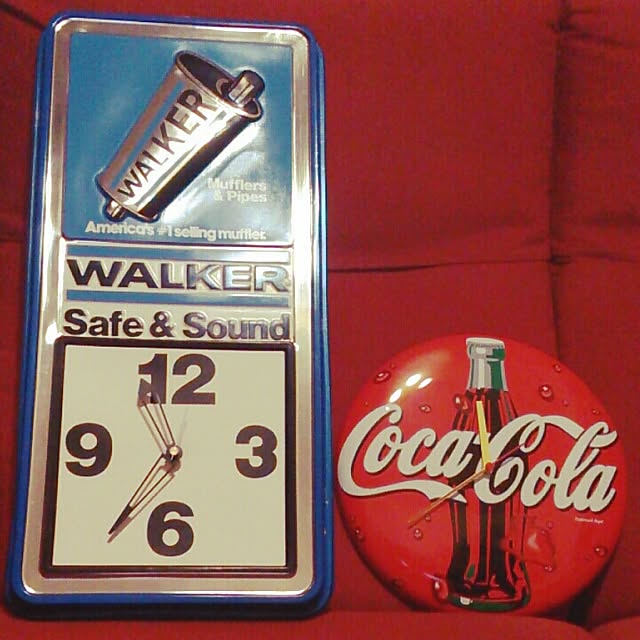 WALKER
Mufflers
& Pipes
America's #1 selling muffler.
WALKER
Safe & Sound
12
9 3
6
Coca-Cola